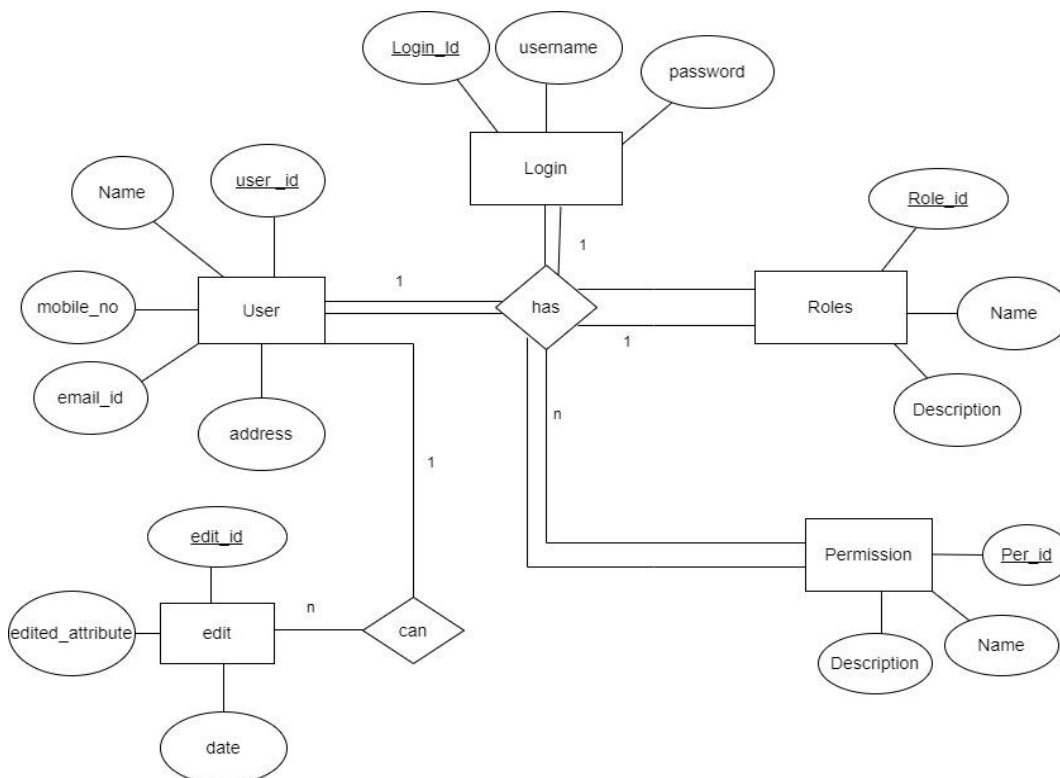 Login_Id
username
password
Login
Name
user_id
Role_id
1
1
mobile_no
User
has
Roles
Name
1
email_id
address
n
Description
1
edit_id
Permission
Per_id
n
edited_attribute
edit
can
Name
Description
date